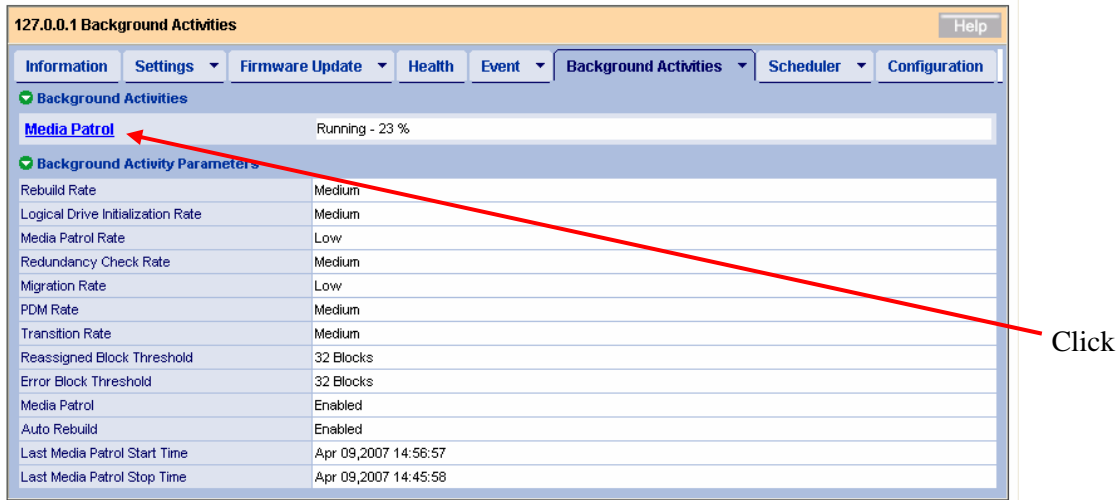 127.0.0.1 Background Activities Help
Information Settings Firmware Update Health Event Background Activities Scheduler Configuration
Background Activities
Media Patrol Running - 23 %
Background Activity Parameters
Rebuild Rate Medium
Logical Drive Initialization Rate Medium
Media Patrol Rate Low
Redundancy Check Rate Medium
Migration Rate Low
PDM Rate Medium
Transition Rate Medium
Click
Reassigned Block Threshold 32 Blocks
Error Block Threshold 32 Blocks
Media Patrol Enabled
Auto Rebuild Enabled
Last Media Patrol Start Time Apr 09,2007 14:56:57
Last Media Patrol Stop Time Apr 09,2007 14:45:58